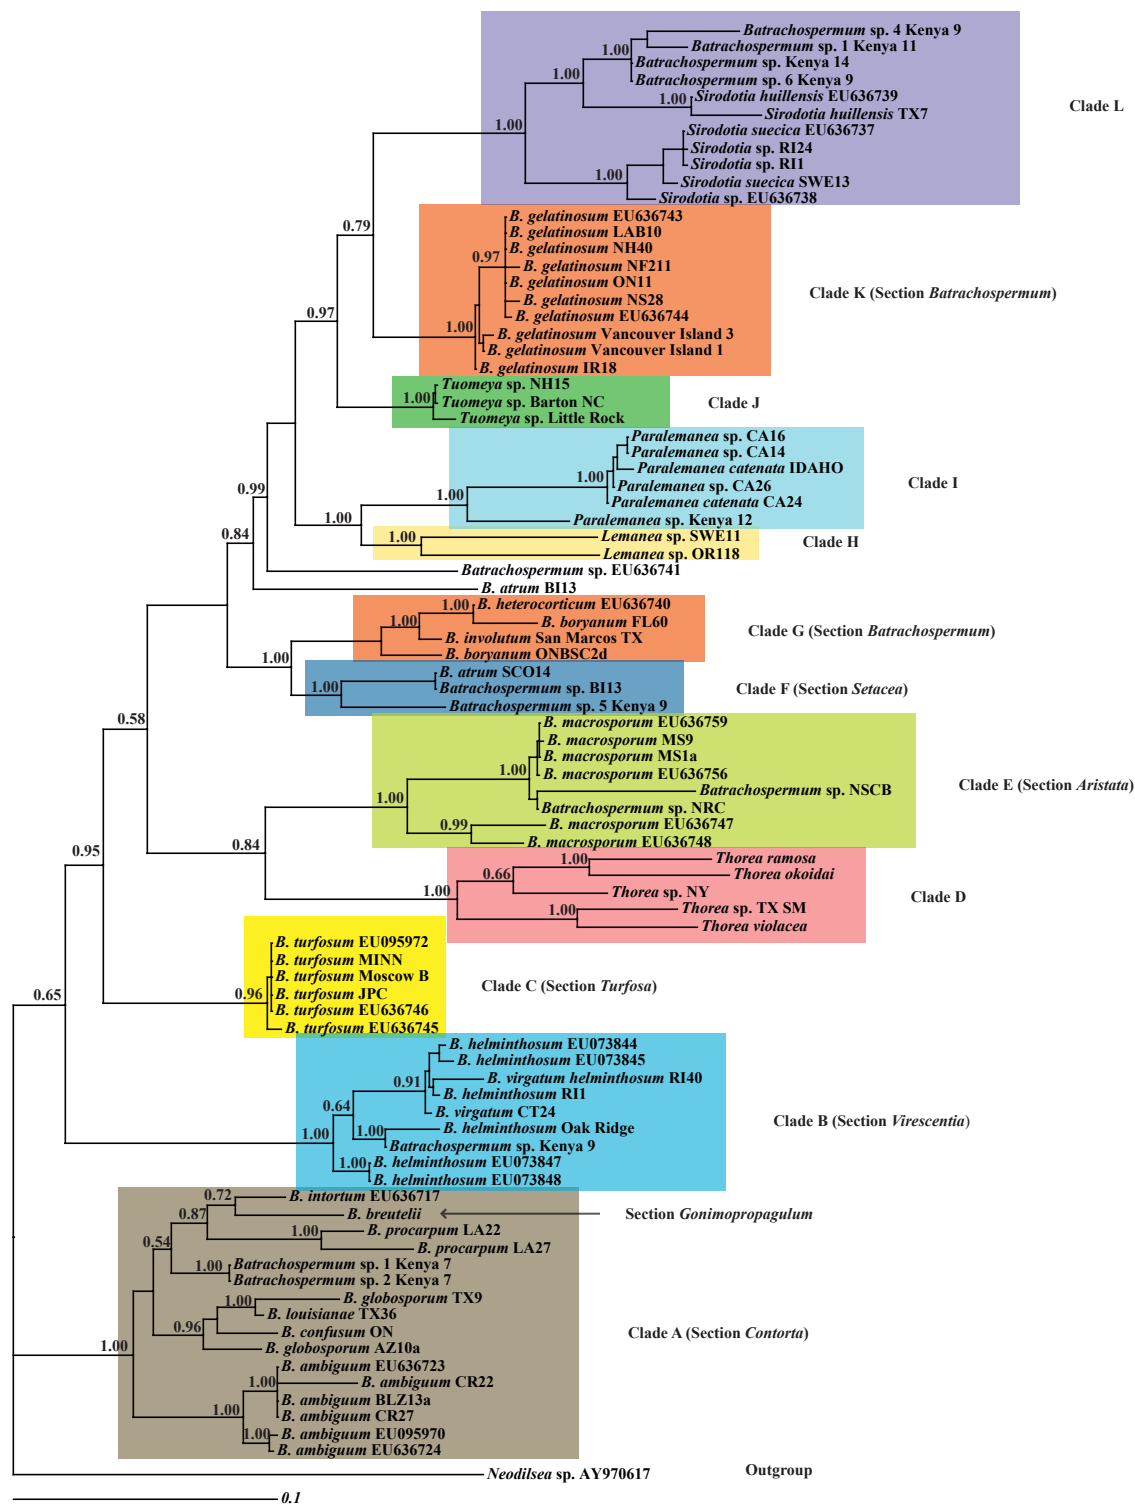 Batrachospermum sp. 4 Kenya 9
1.00
Batrachospermum sp. 1 Kenya 11
Batrachospermum sp. Kenya 14
1.00
Batrachospermum sp. 6 Kenya 9
Sirodotia huillensis EU636739
1.00
Clade L
Sirodotia huillensis TX7
1.00
Sirodotia suecica EU636737
Sirodotia sp. RI24
Sirodotia sp. RI1
1.00
Sirodotia suecica SWE13
Sirodotia sp. EU636738
B. gelatinosum EU636743
0.79
B. gelatinosum LAB10
B. gelatinosum NH40
0.97
B. gelatinosum NF211
B. gelatinosum ON11
Clade K (Section Batrachospermum)
B. gelatinosum NS28
0.97
B. gelatinosum EU636744
1.00
B. gelatinosum Vancouver Island 3
B. gelatinosum Vancouver Island 1
B. gelatinosum IR18
Tuomeya sp. NH15
1.00
Tuomeya sp. Barton NC
Clade J
Tuomeya sp. Little Rock
Paralemanea sp. CA16
Paralemanea sp. CA14
Paralemanea catenata IDAHO
1.00
Paralemanea sp. CA26
Clade I
0.99
1.00
Paralemanea catenata CA24
1.00
Paralemanea sp. Kenya 12
0.84
1.00
Lemanea sp. SWE11
Clade H
Lemanea sp. OR118
Batrachospermum sp. EU636741
B. atrum BI13
1.00
B. heterocorticum EU636740
1.00
B. boryanum FL60
Clade G (Section Batrachospermum)
B. involutum San Marcos TX
B. boryanum ONBSC2d
1.00
B. atrum SCO14
1.00
Batrachospermum sp. BI13
Clade F (Section Setacea)
Batrachospermum sp. 5 Kenya 9
0.58
B. macrosporum EU636759
B. macrosporum MS9
B. macrosporum MS1a
1.00
B. macrosporum EU636756
Clade E (Section Aristata)
Batrachospermum sp. NSCB
1.00
Batrachospermum sp. NRC
0.99
B. macrosporum EU636747
B. macrosporum EU636748
0.95
0.84
1.00
Thorea ramosa
0.66
Thorea okoidai
1.00
Thorea sp. NY
Clade D
1.00
Thorea sp. TX SM
Thorea violacea
B. turfosum EU095972
B. turfosum MINN
B. turfosum Moscow B
Clade C (Section Turfosa)
0.65
0.96
B. turfosum JPC
B. turfosum EU636746
B. turfosum EU636745
B. helminthosum EU073844
B. helminthosum EU073845
0.91
B. virgatum helminthosum RI40
B. helminthosum RI1
0.64
B. virgatum CT24
Clade B (Section Virescentia)
1.00
1.00
B. helminthosum Oak Ridge
Batrachospermum sp. Kenya 9
1.00
B. helminthosum EU073847
B. helminthosum EU073848
0.72
B. intortum EU636717
0.87
B. breutelii
Section Gonimopropagulum
1.00
B. procarpum LA22
0.54
B. procarpum LA27
1.00
Batrachospermum sp. 1 Kenya 7
Batrachospermum sp. 2 Kenya 7
1.00
B. globosporum TX9
B. louisianae TX36
0.96
B. confusum ON
Clade A (Section Contorta)
1.00
B. globosporum AZ10a
B. ambiguum EU636723
1.00
B. ambiguum CR22
B. ambiguum BLZ13a
1.00
B. ambiguum CR27
1.00
B. ambiguum EU095970
B. ambiguum EU636724
Neodilsea sp. AY970617
Outgroup
0.1